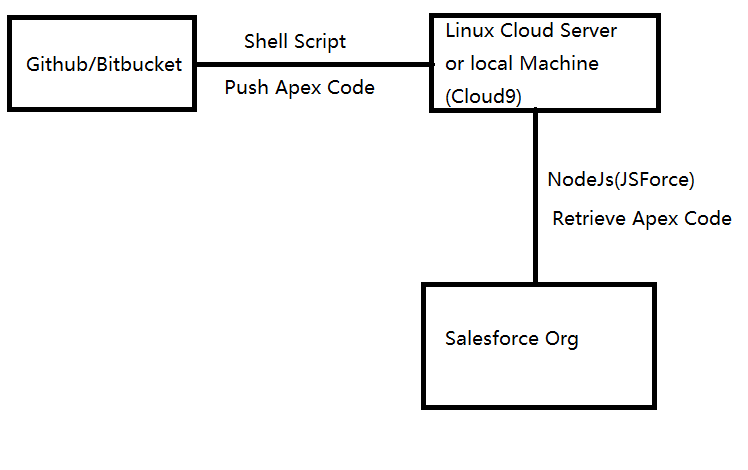 Github/Bitbucket
Shell Script
Push Apex Code
Linux Cloud Server
or local Machine
(Cloud9)
NodeJs(JSForce)
Retrieve Apex Code
Salesforce Org